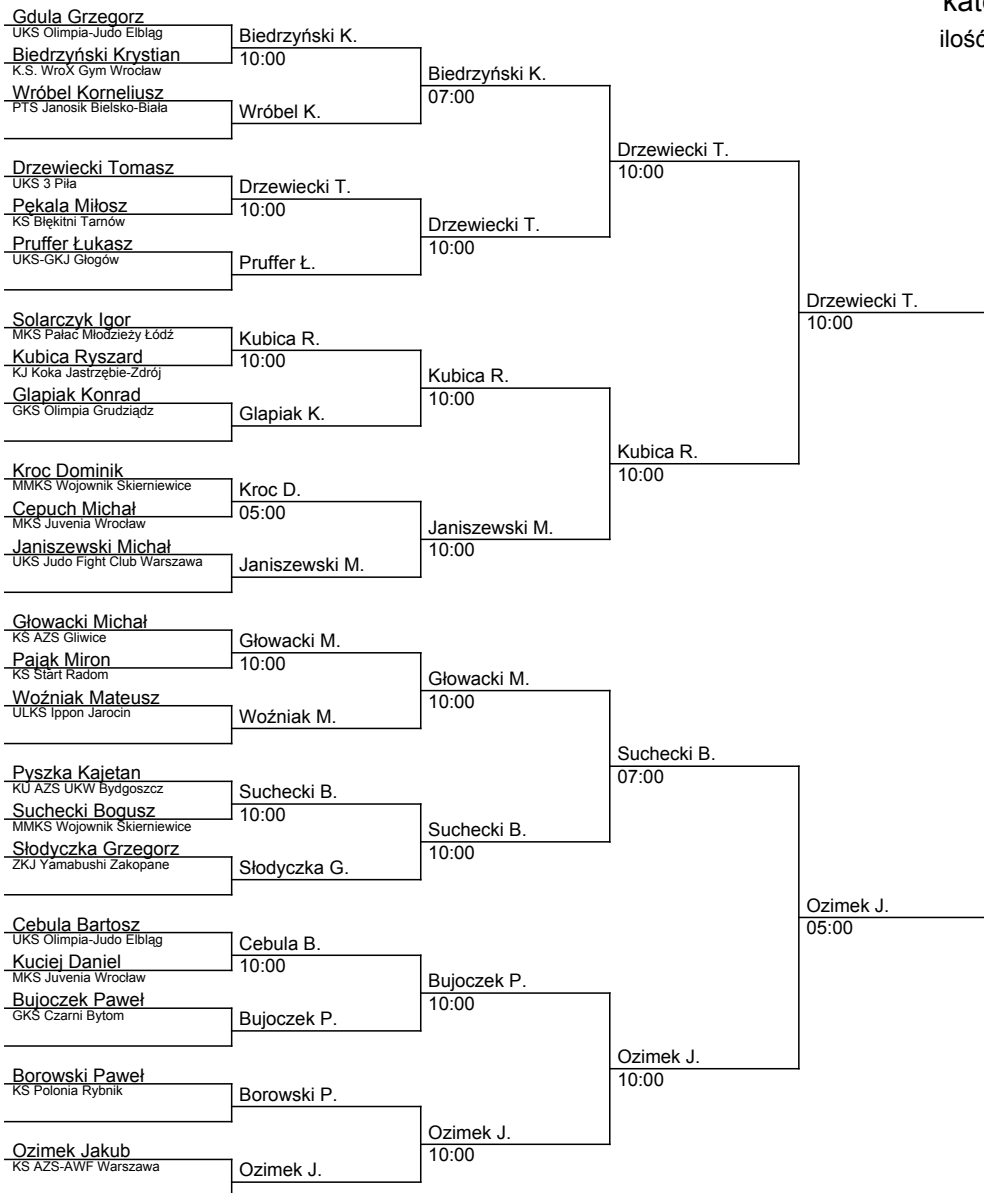 Gdula Grzegorz
UKS Olimpia-Judo Elbląg
Biedrzyński Krystian
K.S. WroX Gym Wrocław
Wróbel Korneliusz
PTS Janosik Bielsko-Biała
Drzewiecki Tomasz
UKS 3 Piła
Pękala Miłosz
KS Błękitni Tarnów
Pruffer Łukasz
UKS-GKJ Głogów
Solarczyk Igor
MKS Pałac Młodzieży Łódź
Kubica Ryszard
KJ Koka Jastrzębie-Zdrój
Glapiak Konrad
GKS Olimpia Grudziądz
Kroc Dominik
MMKS Wojownik Skierniewice
Cepuch Michał
MKS Juvenia Wrocław
Janiszewski Michał
UKS Judo Fight Club Warszawa
Głowacki Michał
KS AZS Gliwice
Pająk Miron
KS Start Radom
Woźniak Mateusz
ULKS Ippon Jarocin
Pyszka Kajetan
KU AZS UKW Bydgoszcz
Suchecki Bogusz
MMKS Wojownik Skierniewice
Słodyczka Grzegorz
ZKJ Yamabushi Zakopane
Cebula Bartosz
UKS Olimpia-Judo Elbląg
Kuciej Daniel
MKS Juvenia Wrocław
Bujoczek Paweł
GKS Czarni Bytom
Borowski Paweł
KS Polonia Rybnik
Ozimek Jakub
KS AZS-AWF Warszawa
Biedrzyński K.
10:00
Wróbel K.
Drzewiecki T.
10:00
Pruffer Ł.
Kubica R.
10:00
Glapiak K.
Kroc D.
05:00
Janiszewski M.
Głowacki M.
10:00
Woźniak M.
Suchecki B.
10:00
Słodyczka G.
Cebula B.
10:00
Bujoczek P.
Borowski P.
Ozimek J.
Biedrzyński K.
07:00
Drzewiecki T.
10:00
Kubica R.
10:00
Janiszewski M.
10:00
Głowacki M.
10:00
Suchecki B.
10:00
Bujoczek P.
10:00
Ozimek J.
10:00
Drzewiecki T.
10:00
Kubica R.
10:00
Suchecki B.
07:00
Ozimek J.
10:00
Drzewiecki T.
10:00
Ozimek J.
05:00
ilość